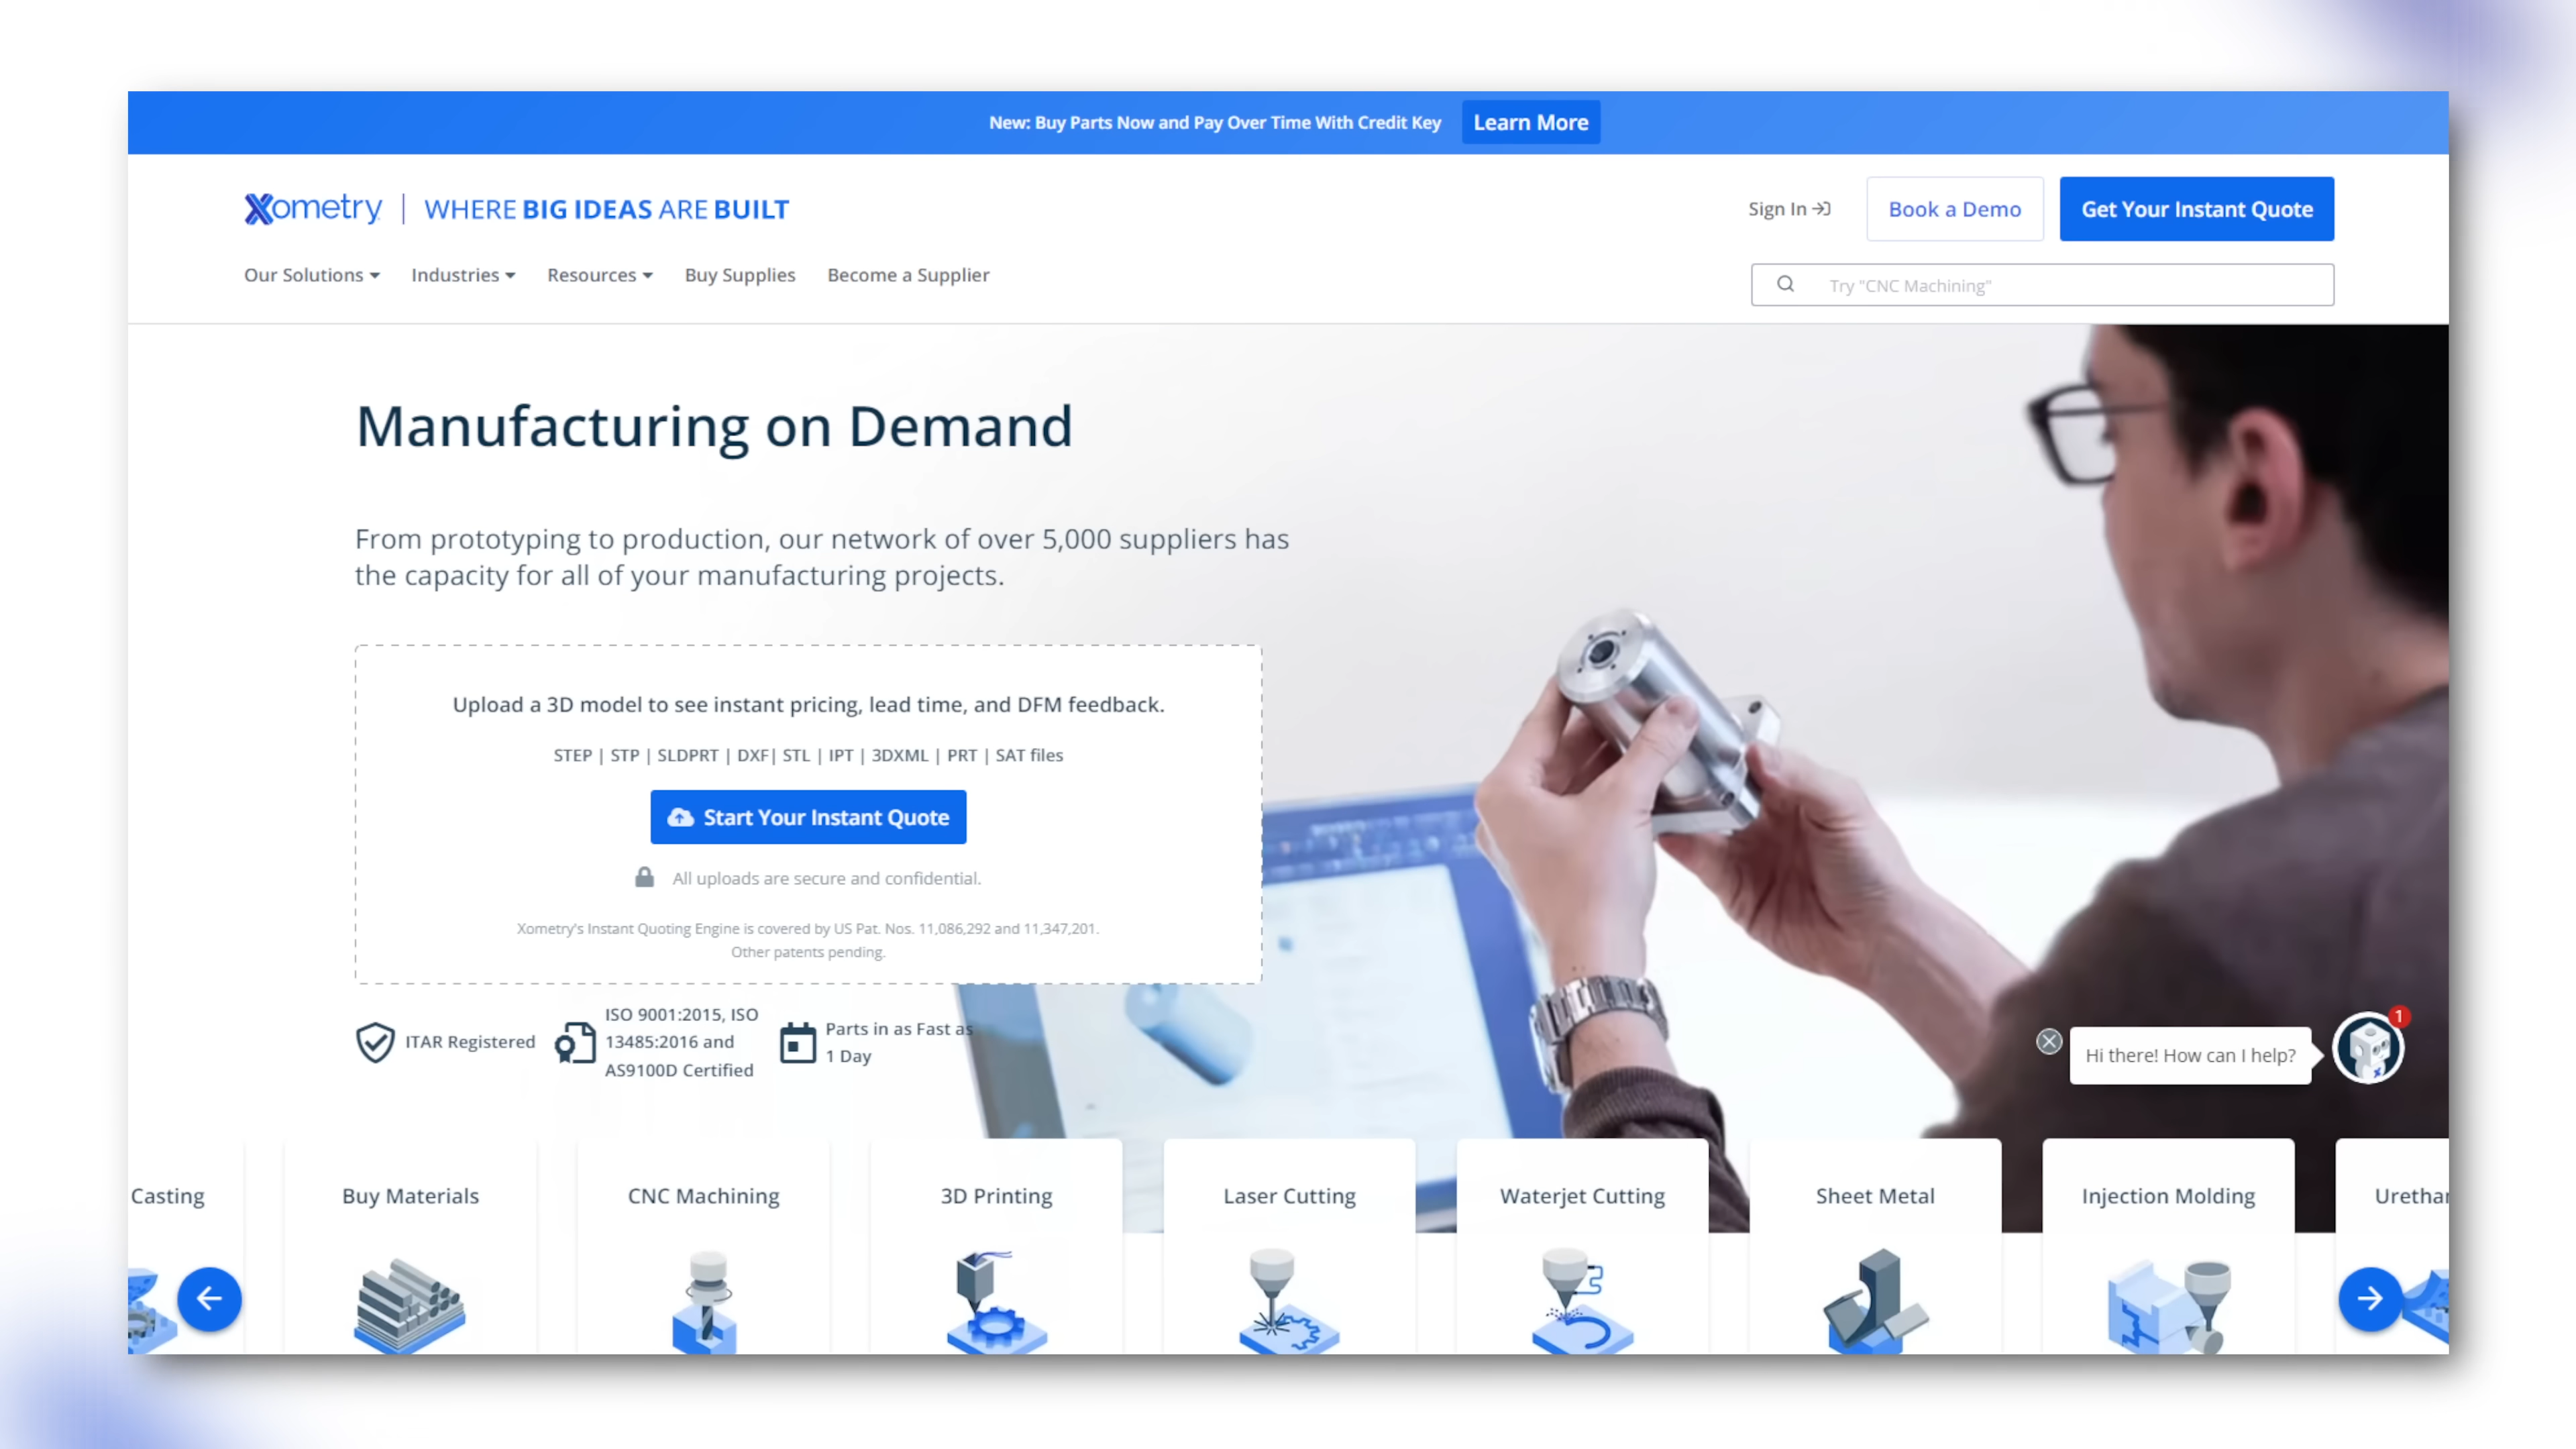 New: Buy Parts Now and Pay Over Time With Credit Key
Learn More
Xometry | WHERE BIG IDEAS ARE BUILT
Sign In
Book a Demo
Get Your Instant Quote
Our Solutions
Industries
Resources
Buy Supplies
Become a Supplier
Try "CNC Machining"
Manufacturing on Demand
From prototyping to production, our network of over 5,000 suppliers has
the capacity for all of your manufacturing projects.
Upload a 3D model to see instant pricing, lead time, and DFM feedback.
STEP | STP | SLDPRT | DXF| STL | IPT | 3DXML | PRT | SAT files
Start Your Instant Quote
All uploads are secure and confidential.
Xometry's Instant Quoting Engine is covered by US Pat. Nos. 11,086,292 and 11,347,201.
Other patents pending.
ITAR Registered
ISO 9001:2015, ISO
13485:2016 and
AS9100D Certified
Parts in as Fast as
1 Day
Hi there! How can I help?
1
Casting
Buy Materials
CNC Machining
3D Printing
Laser Cutting
Waterjet Cutting
Sheet Metal
Injection Molding